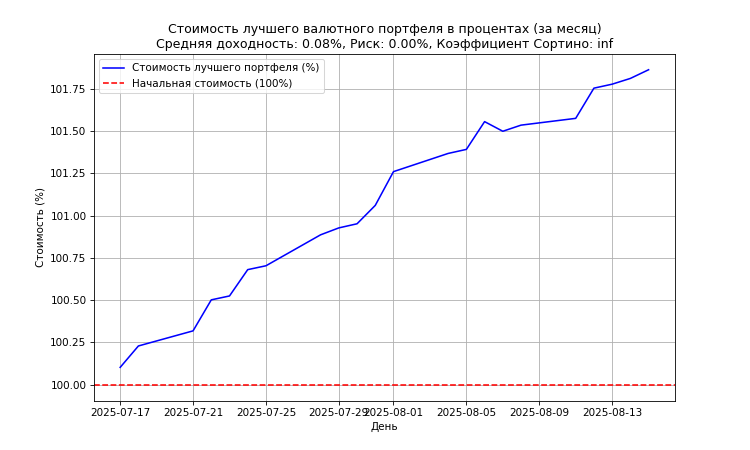 Стоимость лучшего валютного портфеля в процентах (за месяц)
Средняя доходность: 0.08%, Риск: 0.00%, Коэффициент Сортино: inf
Стоимость лучшего портфеля (%)
Начальная стоимость (100%)
101.75
101.50
101.25
101.00
100.75
100.50
100.25
100.00
Стоимость (%)
2025-07-17 2025-07-21 2025-07-25 2025-07-29 2025-08-01 2025-08-05 2025-08-09 2025-08-13
День